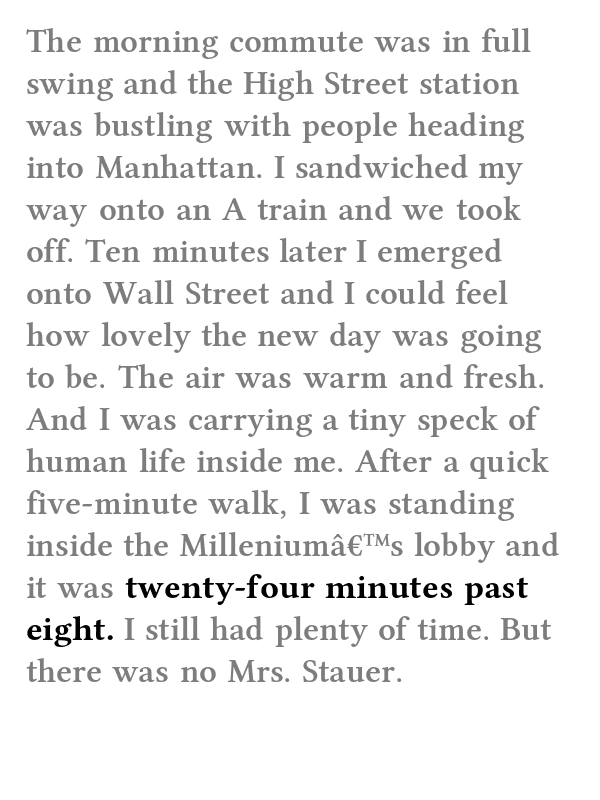 The morning commute was in full
swing and the High Street station
was bustling with people heading
into Manhattan. I sandwiched my
way onto an A train and we took
off. Ten minutes later I emerged
onto Wall Street and I could feel
how lovely the new day was going
to be. The air was warm and fresh.
And I was carrying a tiny speck of
human life inside me. After a quick
five-minute walk, I was standing
inside the Milleniumâ€™s lobby and
it was twenty-four minutes past
eight. I still had plenty of time. But
there was no Mrs. Stauer.